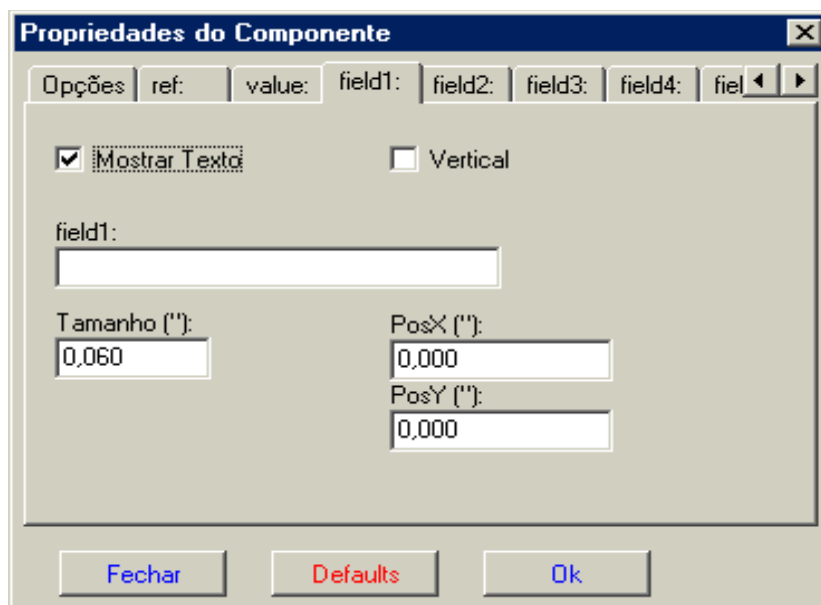 Propriedades do Componente
Opções ref: value: field1: field2: field3: field4: fiel
Mostrar Texto Vertical
field1:
Tamanho ("): PosX ("):
0,060 0,000
PosY ("):
0,000
Fechar Defaults Ok